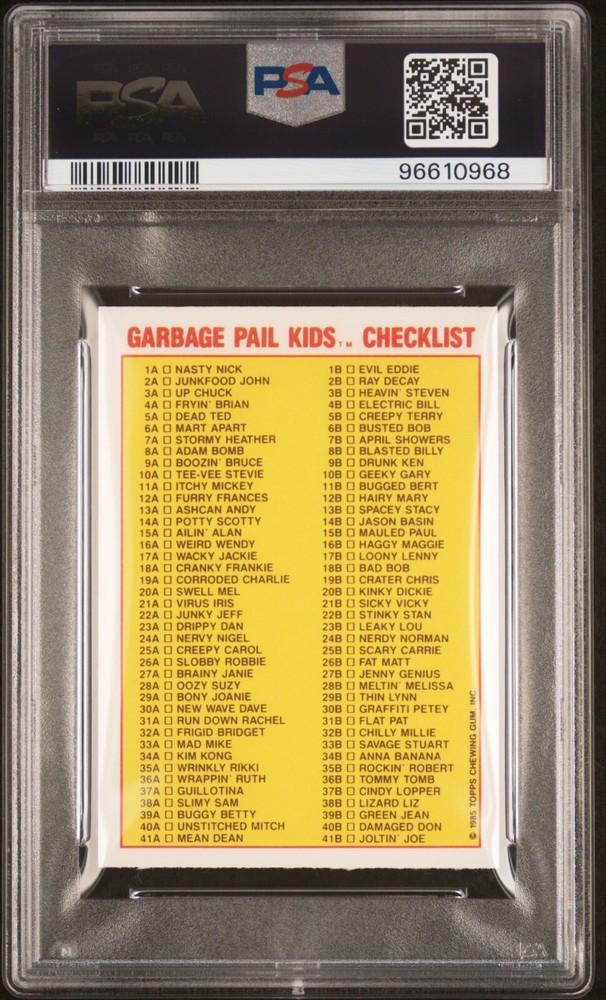 PSA
PSA
96610968
GARBAGE PAIL KIDS™ CHECKLIST
1A □ NASTY NICK 1B □ EVIL EDDIE
2A □ JUNKFOOD JOHN 2B □ RAY DECAY
3A □ UP CHUCK 3B □ HEAVIN' STEVEN
4A □ FRYIN' BRIAN 4B □ ELECTRIC BILL
5A □ DEAD TED 5B □ CREEPY TERRY
6A □ MART APART 6B □ BUSTED BOB
7A □ STORMY HEATHER 7B □ APRIL SHOWERS
8A □ ADAM BOMB 8B □ BLASTED BILLY
9A □ BOOZIN' BRUCE 9B □ DRUNK KEN
10A □ TEE-VEE STEVIE 10B □ GEEKY GARY
11A □ ITCHY MICKEY 11B □ BUGGED BERT
12A □ FURRY FRANCES 12B □ HAIRY MARY
13A □ ASHCAN ANDY 13B □ SPACEY STACY
14A □ POTTY SCOTTY 14B □ JASON BASIN
15A □ AILIN' ALAN 15B □ MAULED PAUL
16A □ WEIRD WENDY 16B □ HAGGY MAGGIE
17A □ WACKY JACKIE 17B □ LOONY LENNY
18A □ CRANKY FRANKIE 18B □ BAD BOB
19A □ CORRODED CHARLIE 19B □ CRATER CHRIS
20A □ SWELL MEL 20B □ KINKY DICKIE
21A □ VIRUS IRIS 21B □ SICKY VICKY
22A □ JUNKY JEFF 22B □ STINKY STAN
23A □ DRIPPY DAN 23B □ LEAKY LOU
24A □ NERVY NIGEL 24B □ NERDY NORMAN
25A □ CREEPY CAROL 25B □ SCARY CARRIE
26A □ SLOBBY ROBBIE 26B □ FAT MATT
27A □ BRAINY JANIE 27B □ JENNY GENIUS
28A □ OOZY SUZY 28B □ MELTIN' MELISSA
29A □ BONY JOANIE 29B □ THIN LYNN
30A □ NEW WAVE DAVE 30B □ GRAFFITI PETEY
31A □ RUN DOWN RACHEL 31B □ FLAT PAT
32A □ FRIGID BRIDGET 32B □ CHILLY MILLIE
33A □ MAD MIKE 33B □ SAVAGE STUART
34A □ KIM KONG 34B □ ANNA BANANA
35A □ WRINKLY RIKKI 35B □ ROCKIN' ROBERT
36A □ WRAPPIN' RUTH 36B □ TOMMY TOMB
37A □ GUILLOTINA 37B □ CINDY LOPPER
38A □ SLIMY SAM 38B □ LIZARD LIZ
39A □ BUGGY BETTY 39B □ GREEN JEAN
40A □ UNSTITCHED MITCH 40B □ DAMAGED DON
41A □ MEAN DEAN 41B □ JOLTIN' JOE
© 1985 TOPPS CHEWING GUM, INC.